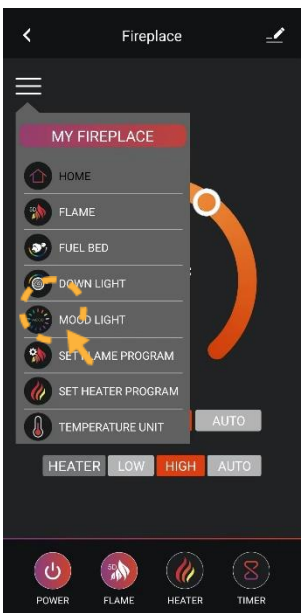 Fireplace
MY FIREPLACE
HOME
FLAME
FUEL BED
DOWN LIGHT
MOOD LIGHT
SET FLAME PROGRAM
SET HEATER PROGRAM
TEMPERATURE UNIT
AUTO
HEATER LOW HIGH AUTO
POWER FLAME HEATER TIMER